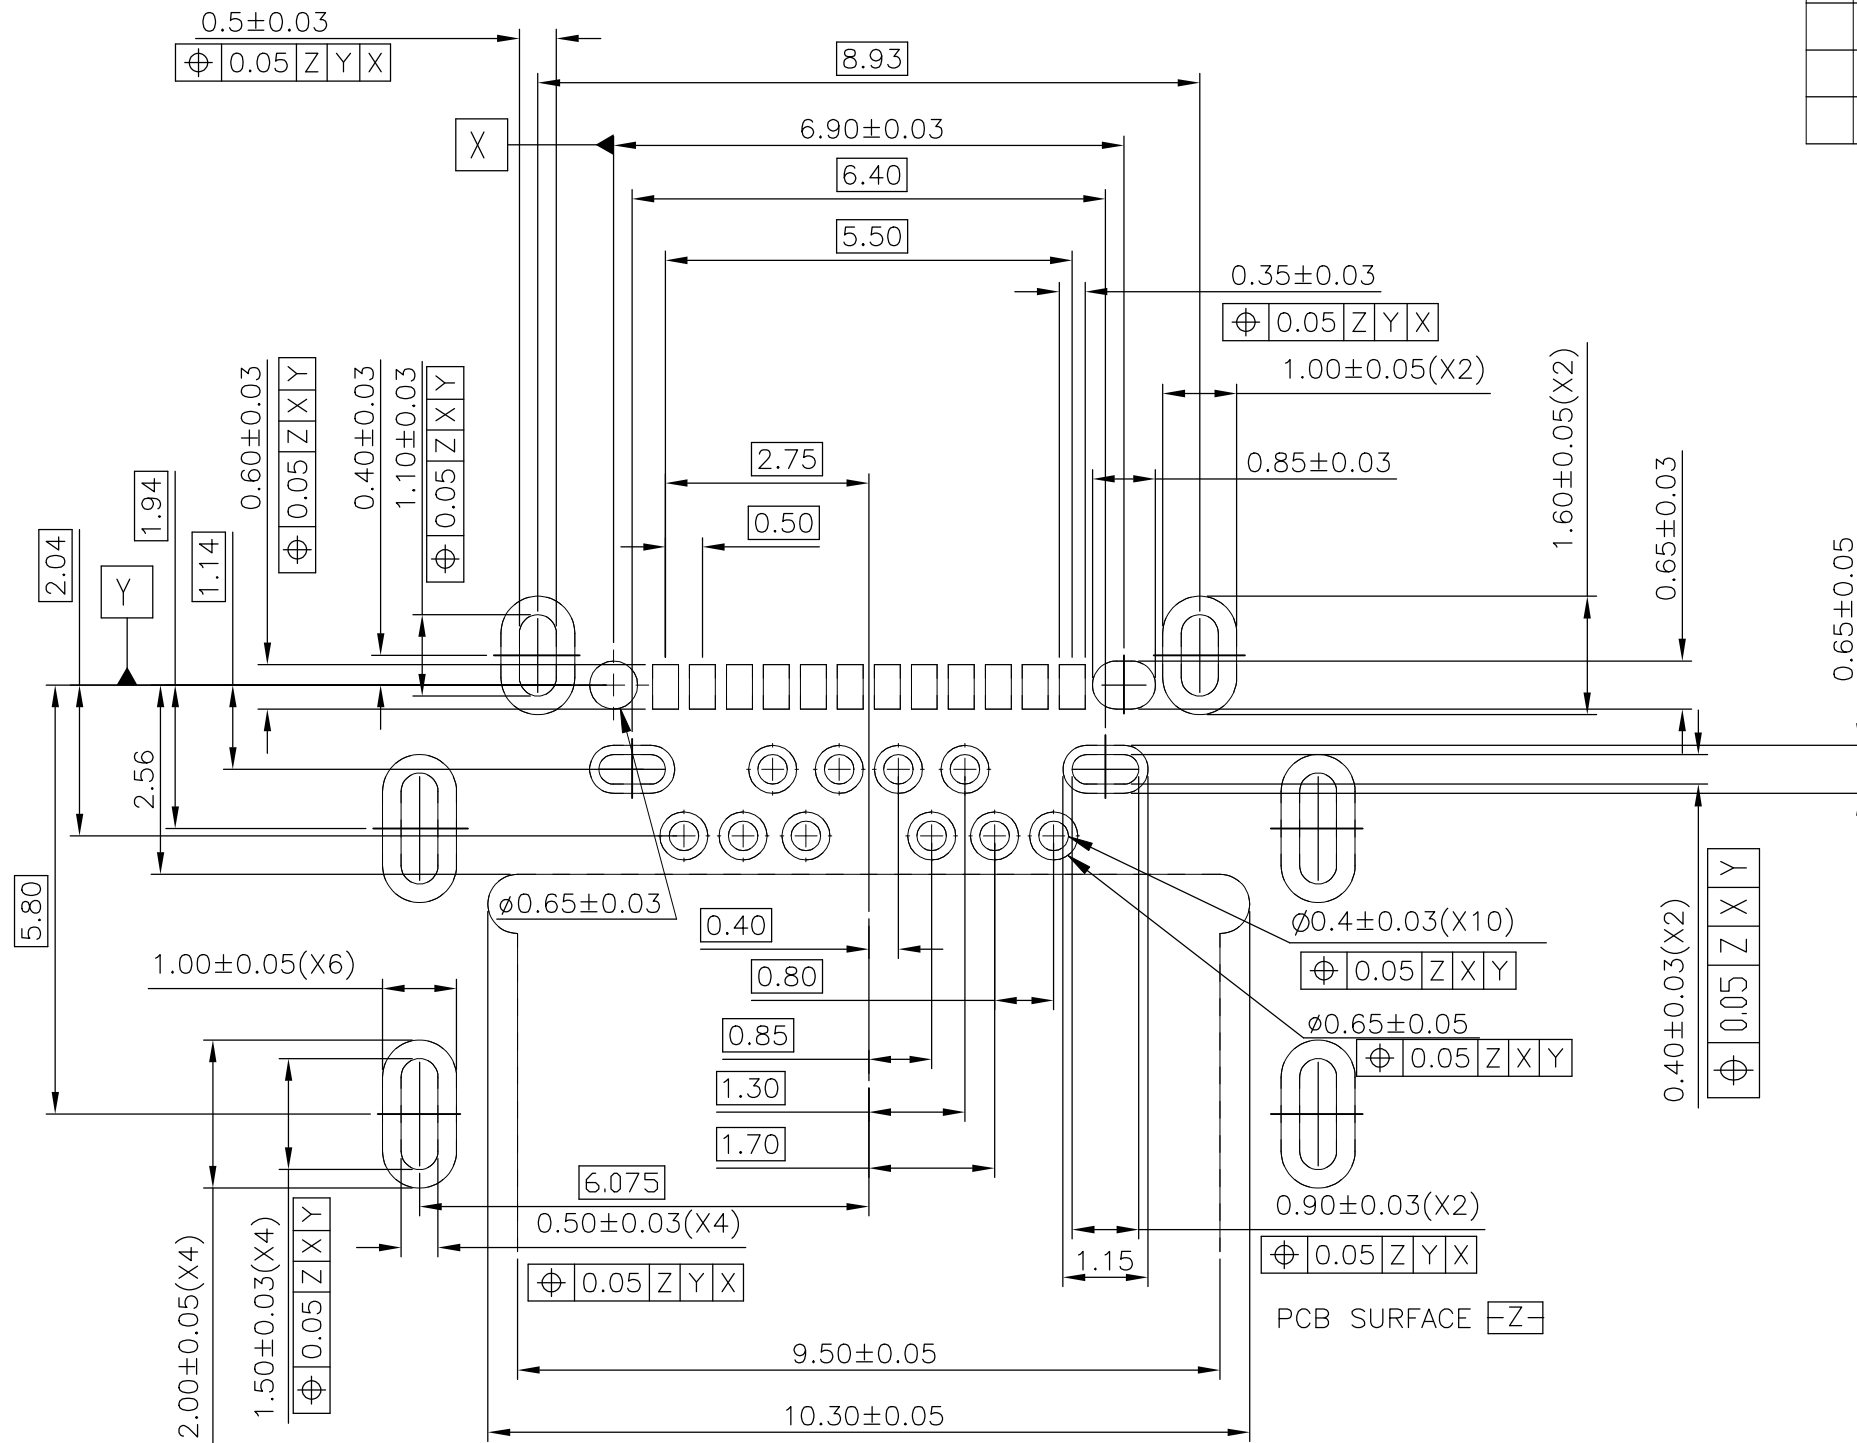 0.5±0.03
⌖ 0.05 Z Y X
8.93
X
6.90±0.03
6.40
5.50
0.35±0.03
⌖ 0.05 Z Y X
1.00±0.05(X2)
1.60±0.05(X2)
0.60±0.03
⌖ 0.05 Z X Y
0.40±0.03
1.10±0.03
⌖ 0.05 Z X Y
2.75
0.85±0.03
0.65±0.03
0.50
1.94
2.04
1.14
0.65±0.05
Y
2.56
5.80
ø0.65±0.03
0.40
ø0.4±0.03(X10)
⌖ 0.05 Z X Y
0.40±0.03(X2)
⌖ 0.05 Z X Y
1.00±0.05(X6)
0.80
ø0.65±0.05
⌖ 0.05 Z X Y
0.85
1.30
1.70
6.075
0.50±0.03(X4)
⌖ 0.05 Z Y X
0.90±0.03(X2)
⌖ 0.05 Z Y X
1.15
2.00±0.05(X4)
1.50±0.03(X4)
⌖ 0.05 Z X Y
PCB SURFACE -Z-
9.50±0.05
10.30±0.05